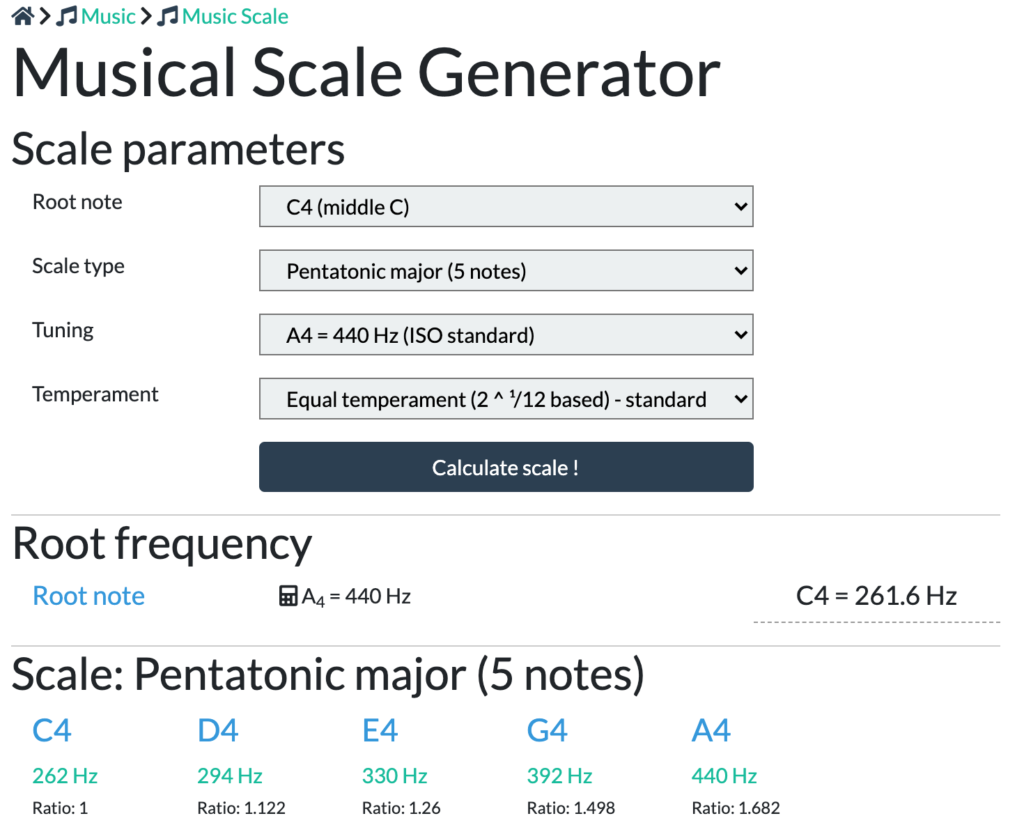 Music Music Scale
Musical Scale Generator
Scale parameters
Root note C4 (middle C)
Scale type Pentatonic major (5 notes)
Tuning A4 = 440 Hz (ISO standard)
Temperament Equal temperament (2 ^ ¹/12 based) - standard
Calculate scale !
Root frequency
Root note A₄ = 440 Hz C4 = 261.6 Hz
Scale: Pentatonic major (5 notes)
C4 D4 E4 G4 A4
262 Hz 294 Hz 330 Hz 392 Hz 440 Hz
Ratio: 1 Ratio: 1.122 Ratio: 1.26 Ratio: 1.498 Ratio: 1.682